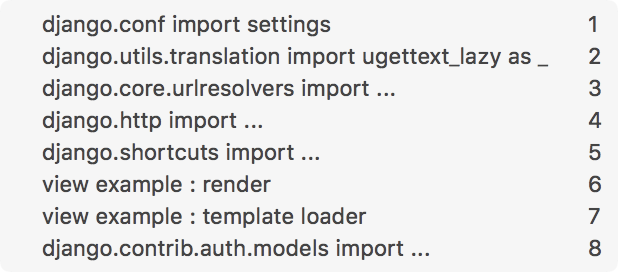 django.conf import settings 1
django.utils.translation import ugettext_lazy as _ 2
django.core.urlresolvers import ... 3
django.http import ... 4
django.shortcuts import ... 5
view example : render 6
view example : template loader 7
django.contrib.auth.models import ... 8